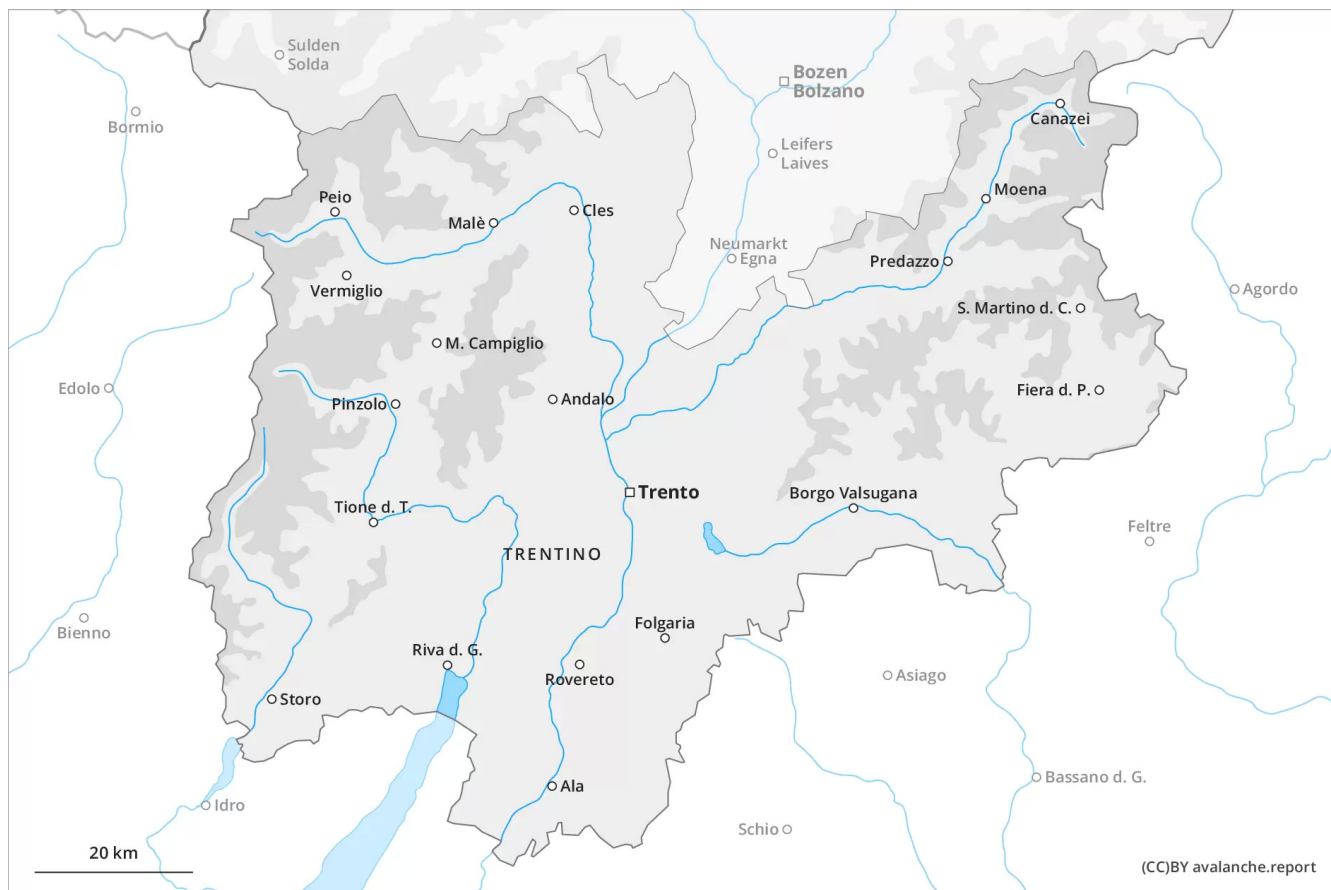 Sulden
Solda
Bozen
Bolzano
Bormio
Canazei
Leifers
Laives
Peio
Moena
Malè
Cles
Neumarkt
Egna
Predazzo
Vermiglio
Agordo
S. Martino d. C.
M. Campiglio
Edolo
Pinzolo
Andalo
Fiera d. P.
Trento
Borgo Valsugana
Tione d. T.
Feltre
TRENTINO
Bienno
Folgaria
Riva d. G.
Rovereto
Asiago
Storo
Bassano d. G.
Ala
Idro
Schio
20 km
(CC)BY avalanche.report